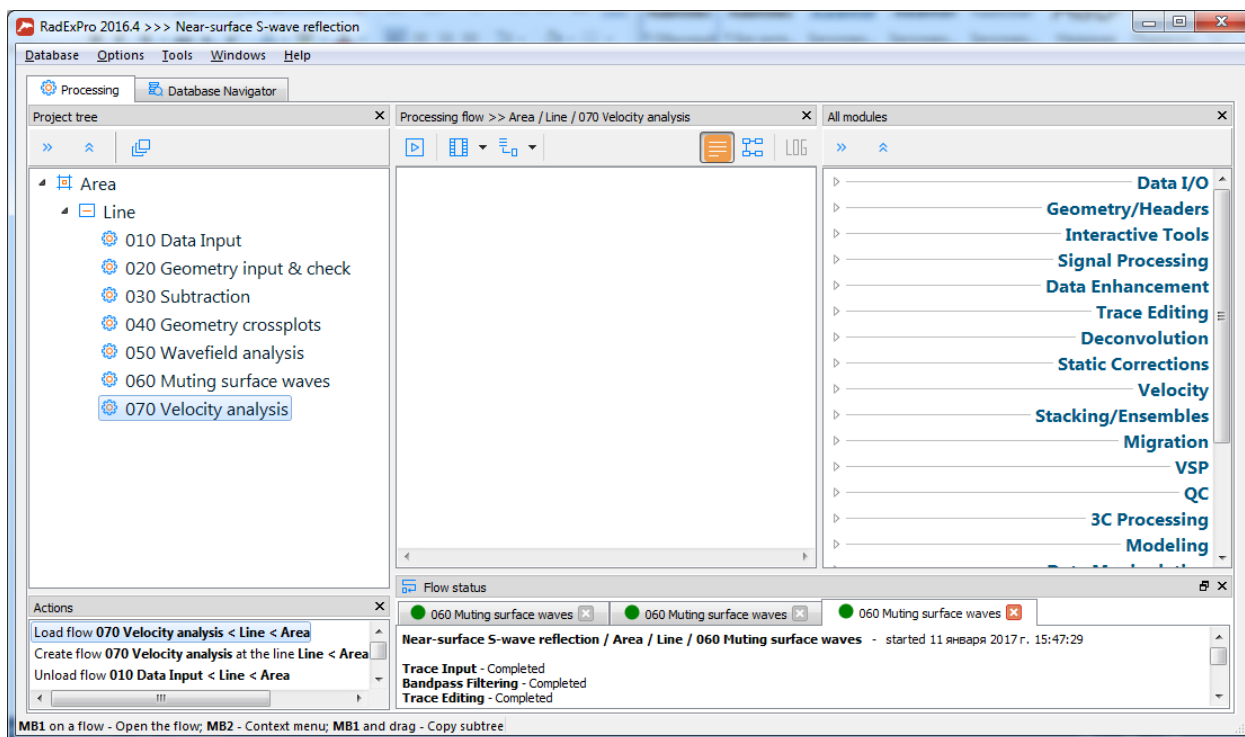 RadExPro 2016.4 >>> Near-surface S-wave reflection
Database Options Tools Windows Help
Processing Database Navigator
Project tree
Area
Line
010 Data Input
020 Geometry input & check
030 Subtraction
040 Geometry crossplots
050 Wavefield analysis
060 Muting surface waves
070 Velocity analysis
Actions
Load flow 070 Velocity analysis < Line < Area
Create flow 070 Velocity analysis at the line Line < Area
Unload flow 010 Data Input < Line < Area
Processing flow >> Area / Line / 070 Velocity analysis
LOG
All modules
Data I/O
Geometry/Headers
Interactive Tools
Signal Processing
Data Enhancement
Trace Editing
Deconvolution
Static Corrections
Velocity
Stacking/Ensembles
Migration
VSP
QC
3C Processing
Modeling
Flow status
060 Muting surface waves 060 Muting surface waves 060 Muting surface waves
Near-surface S-wave reflection / Area / Line / 060 Muting surface waves - started 11 января 2017 г. 15:47:29
Trace Input - Completed
Bandpass Filtering - Completed
Trace Editing - Completed
MB1 on a flow - Open the flow; MB2 - Context menu; MB1 and drag - Copy subtree